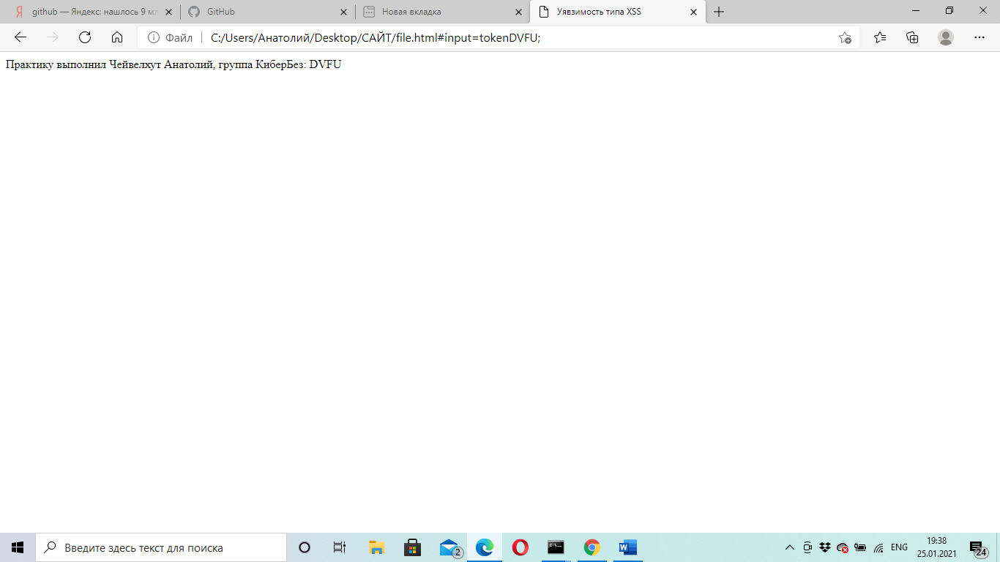 github — Яндекс: нашлось 9 мл
GitHub
Новая вкладка
Уявзимость типа XSS
Файл
C:/Users/Анатолий/Desktop/САЙТ/file.html#input=tokenDVFU;
Практику выполнил Чейвелхут Анатолий, группа КиберБез: DVFU
Введите здесь текст для поиска
2
ENG
19:38
25.01.2021
24